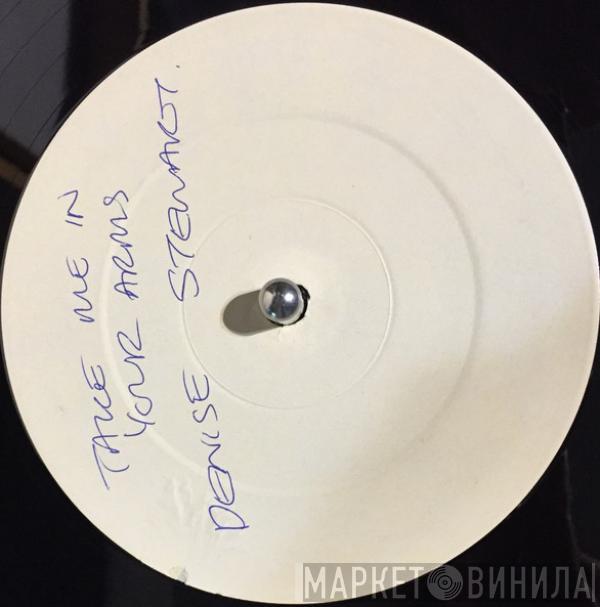 TAKE ME IN
YOUR ARMS
DENISE STEWART.
МАРКЕТ ВИНИЛА